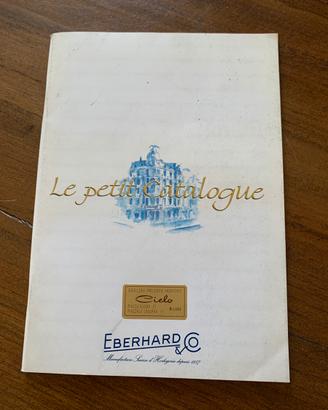 Le petit Catalogue
Cielo
EBERHARD
& CO
Manufacture Suisse d'Horlogerie depuis 1887